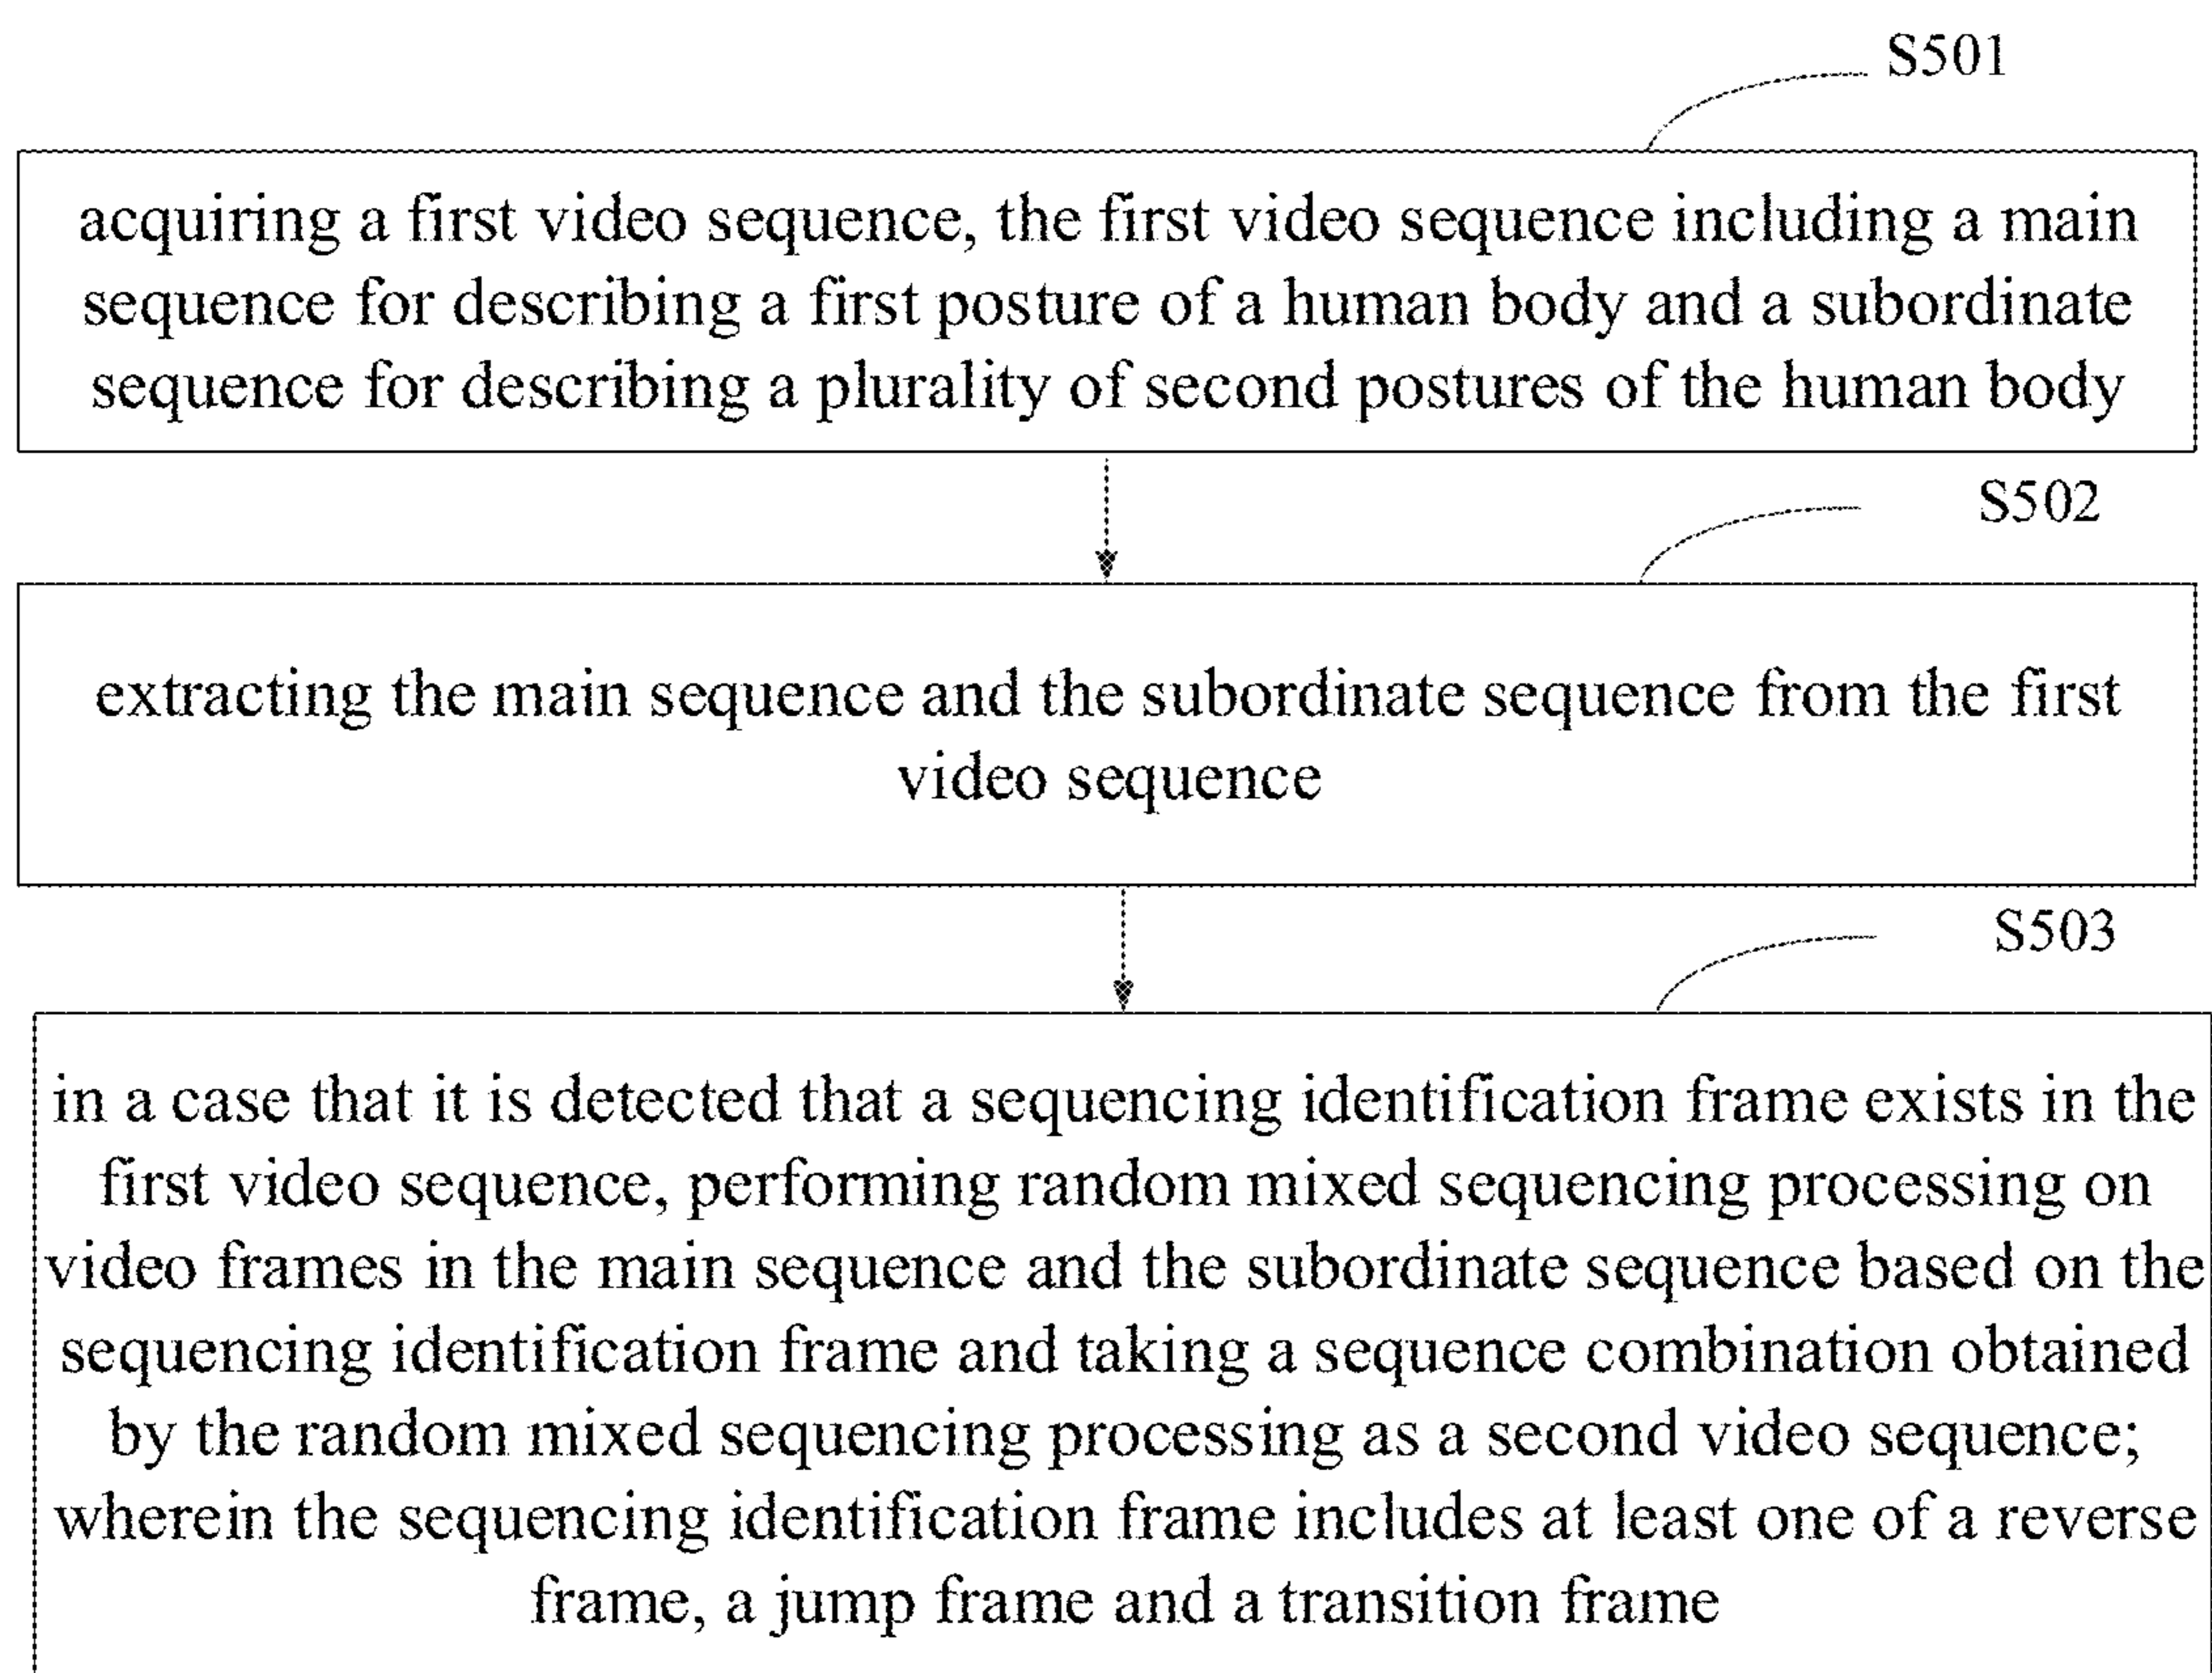 S501
acquiring a first video sequence, the first video sequence including a main
sequence for describing a first posture of a human body and a subordinate
sequence for describing a plurality of second postures of the human body
S502
extracting the main sequence and the subordinate sequence from the first
video sequence
S503
in a case that it is detected that a sequencing identification frame exists in the
first video sequence, performing random mixed sequencing processing on
video frames in the main sequence and the subordinate sequence based on the
sequencing identification frame and taking a sequence combination obtained
by the random mixed sequencing processing as a second video sequence;
wherein the sequencing identification frame includes at least one of a reverse
frame, a jump frame and a transition frame